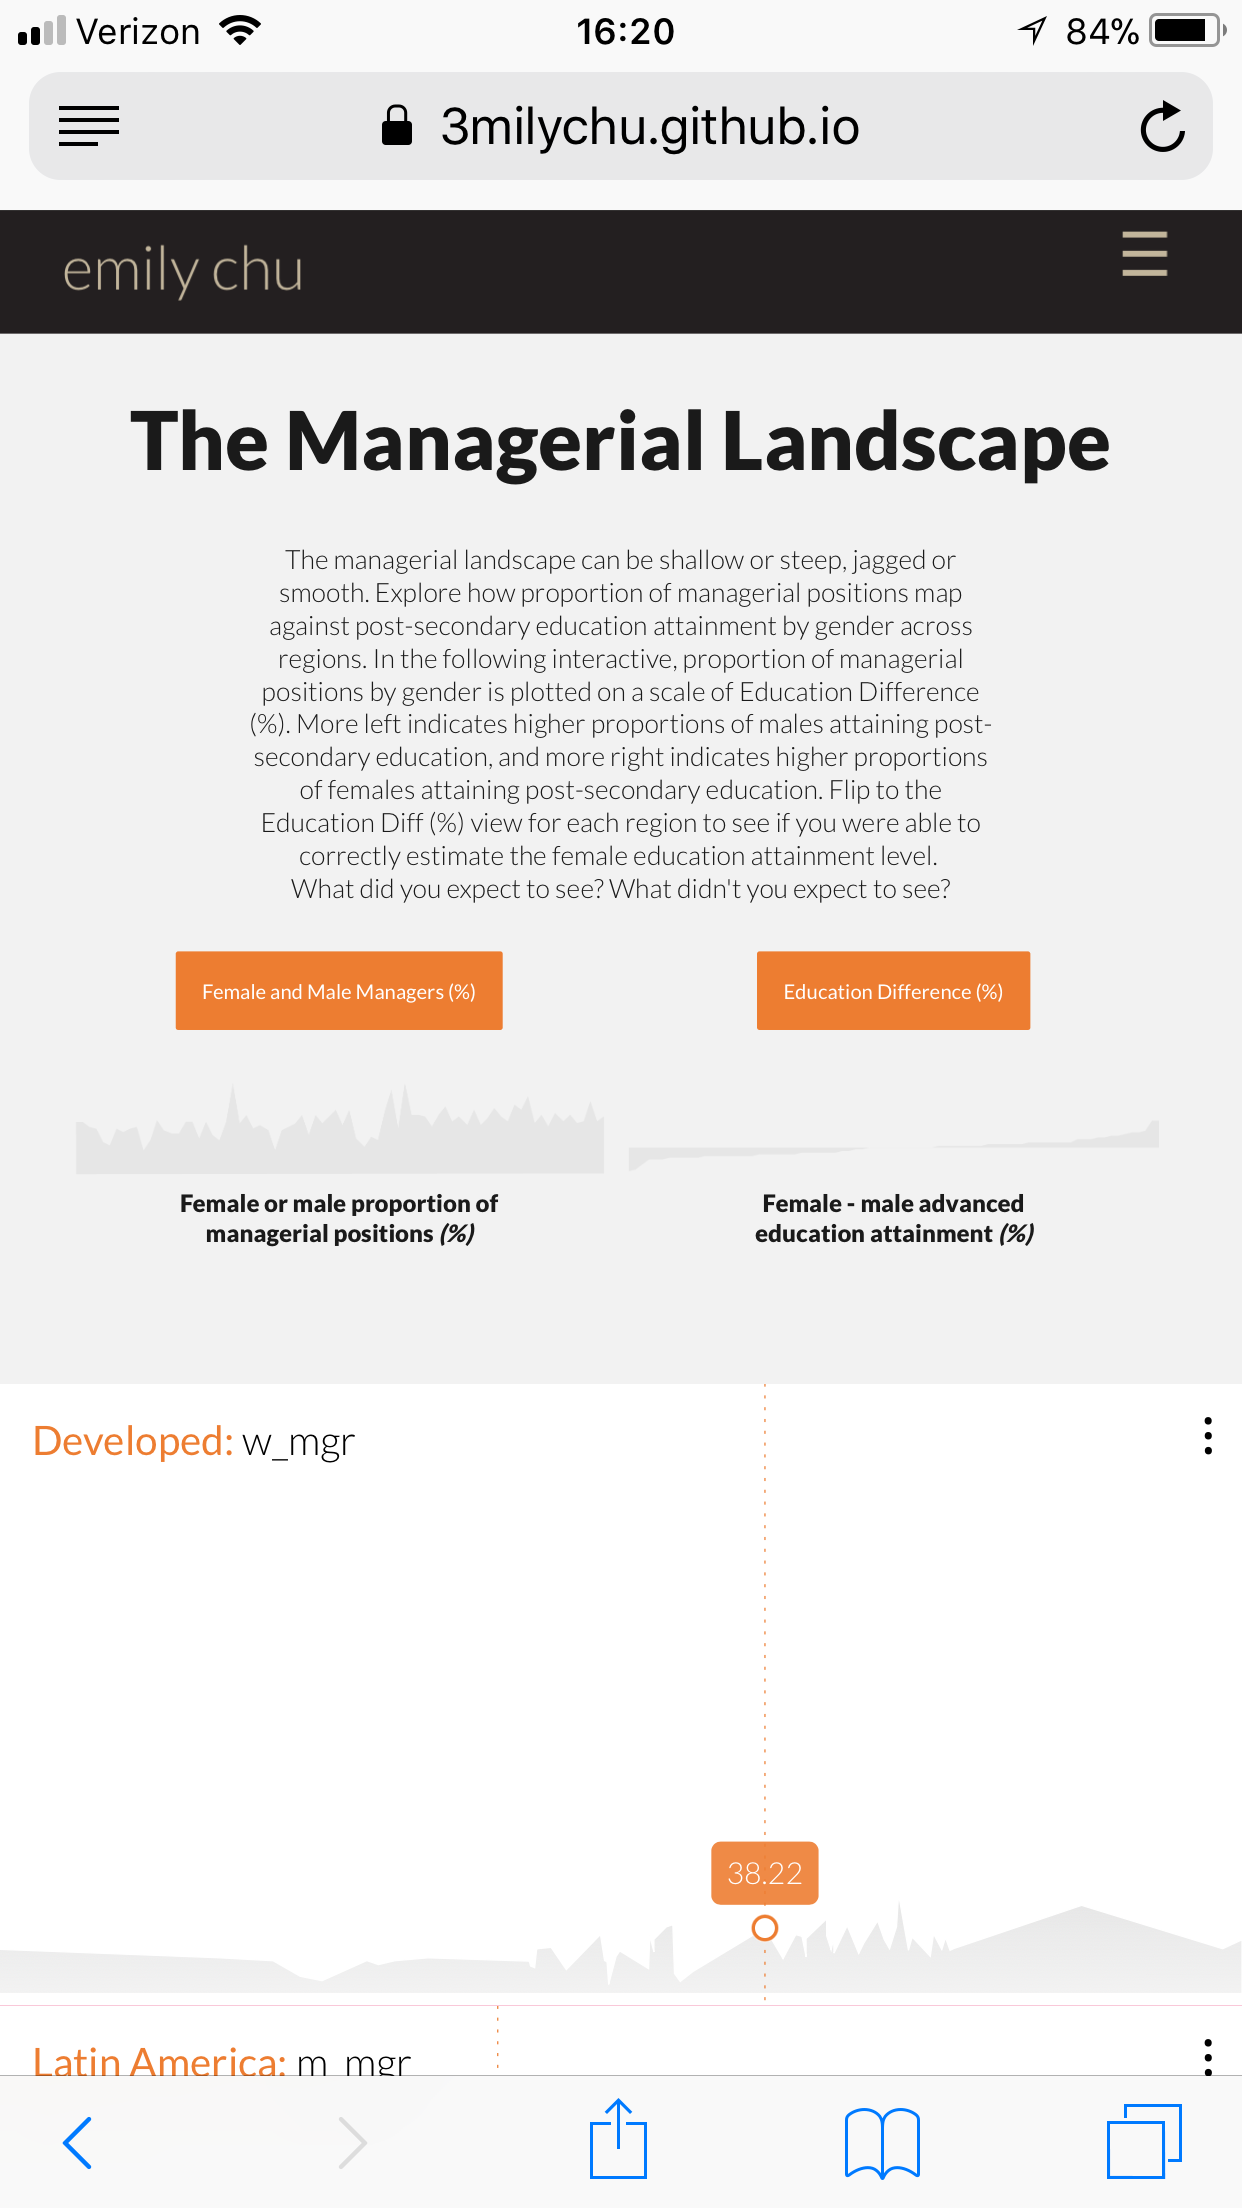 Verizon 16:20 84%
3milychu.github.io
emily chu
The Managerial Landscape
The managerial landscape can be shallow or steep, jagged or
smooth. Explore how proportion of managerial positions map
against post-secondary education attainment by gender across
regions. In the following interactive, proportion of managerial
positions by gender is plotted on a scale of Education Difference
(%). More left indicates higher proportions of males attaining post-
secondary education, and more right indicates higher proportions
of females attaining post-secondary education. Flip to the
Education Diff (%) view for each region to see if you were able to
correctly estimate the female education attainment level.
What did you expect to see? What didn't you expect to see?
Female and Male Managers (%)
Education Difference (%)
Female or male proportion of
managerial positions (%)
Female - male advanced
education attainment (%)
Developed: w_mgr
38.22
Latin America: m_mgr